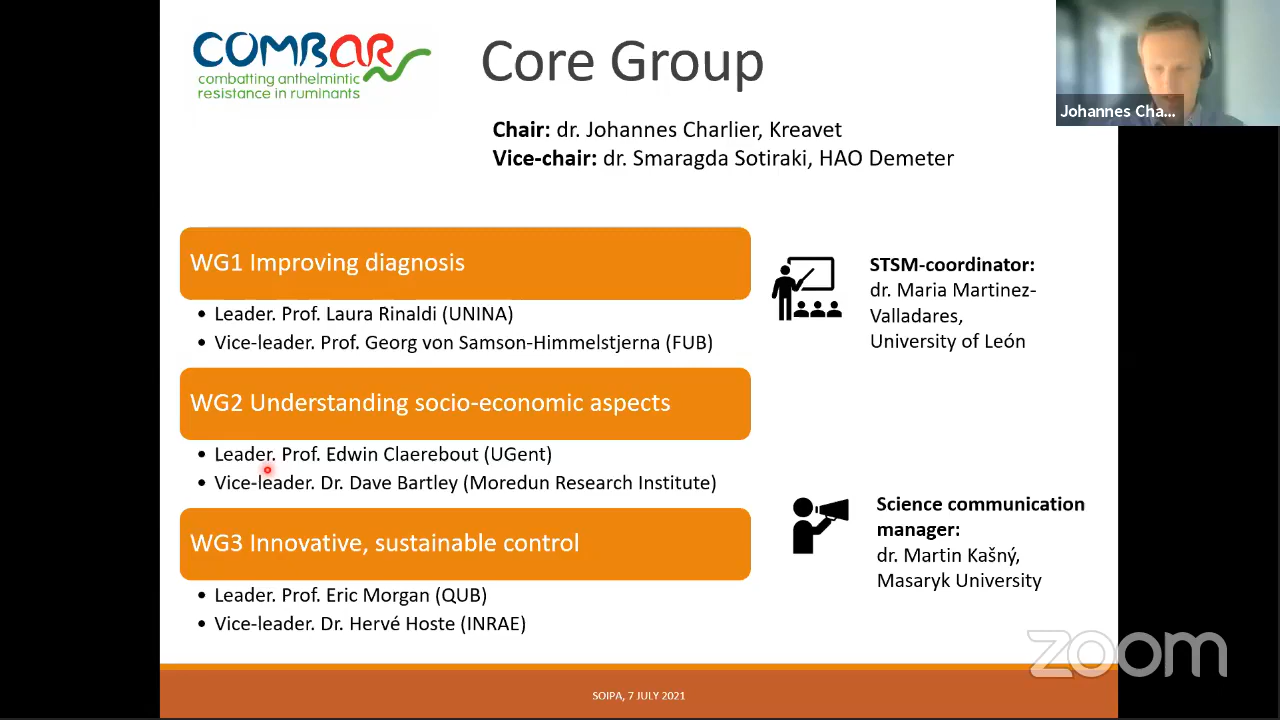 COMBAR
combatting anthelmintic
resistance in ruminants
Core Group
Johannes Cha...
Chair: dr. Johannes Charlier, Kreavet
Vice-chair: dr. Smaragda Sotiraki, HAO Demeter
WG1 Improving diagnosis
• Leader. Prof. Laura Rinaldi (UNINA)
• Vice-leader. Prof. Georg von Samson-Himmelstjerna (FUB)
WG2 Understanding socio-economic aspects
• Leader. Prof. Edwin Claerebout (UGent)
• Vice-leader. Dr. Dave Bartley (Moredun Research Institute)
WG3 Innovative, sustainable control
• Leader. Prof. Eric Morgan (QUB)
• Vice-leader. Dr. Hervé Hoste (INRAE)
STSM-coordinator:
dr. Maria Martinez-
Valladares,
University of León
Science communication
manager:
dr. Martin Kašný,
Masaryk University
zoom
SOIPA, 7 JULY 2021